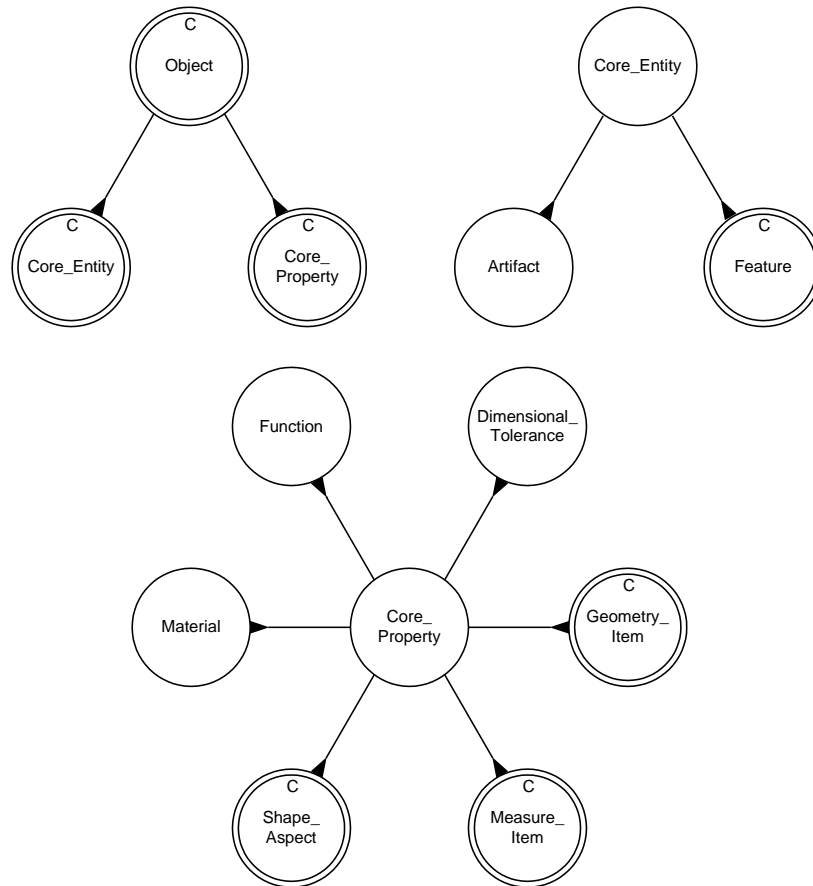 C
Object
Core_Entity
C
Core_Entity
C
Core_
Property
Artifact
C
Feature
Function
Dimensional_
Tolerance
Material
Core_
Property
C
Geometry_
Item
C
Shape_
Aspect
C
Measure_
Item